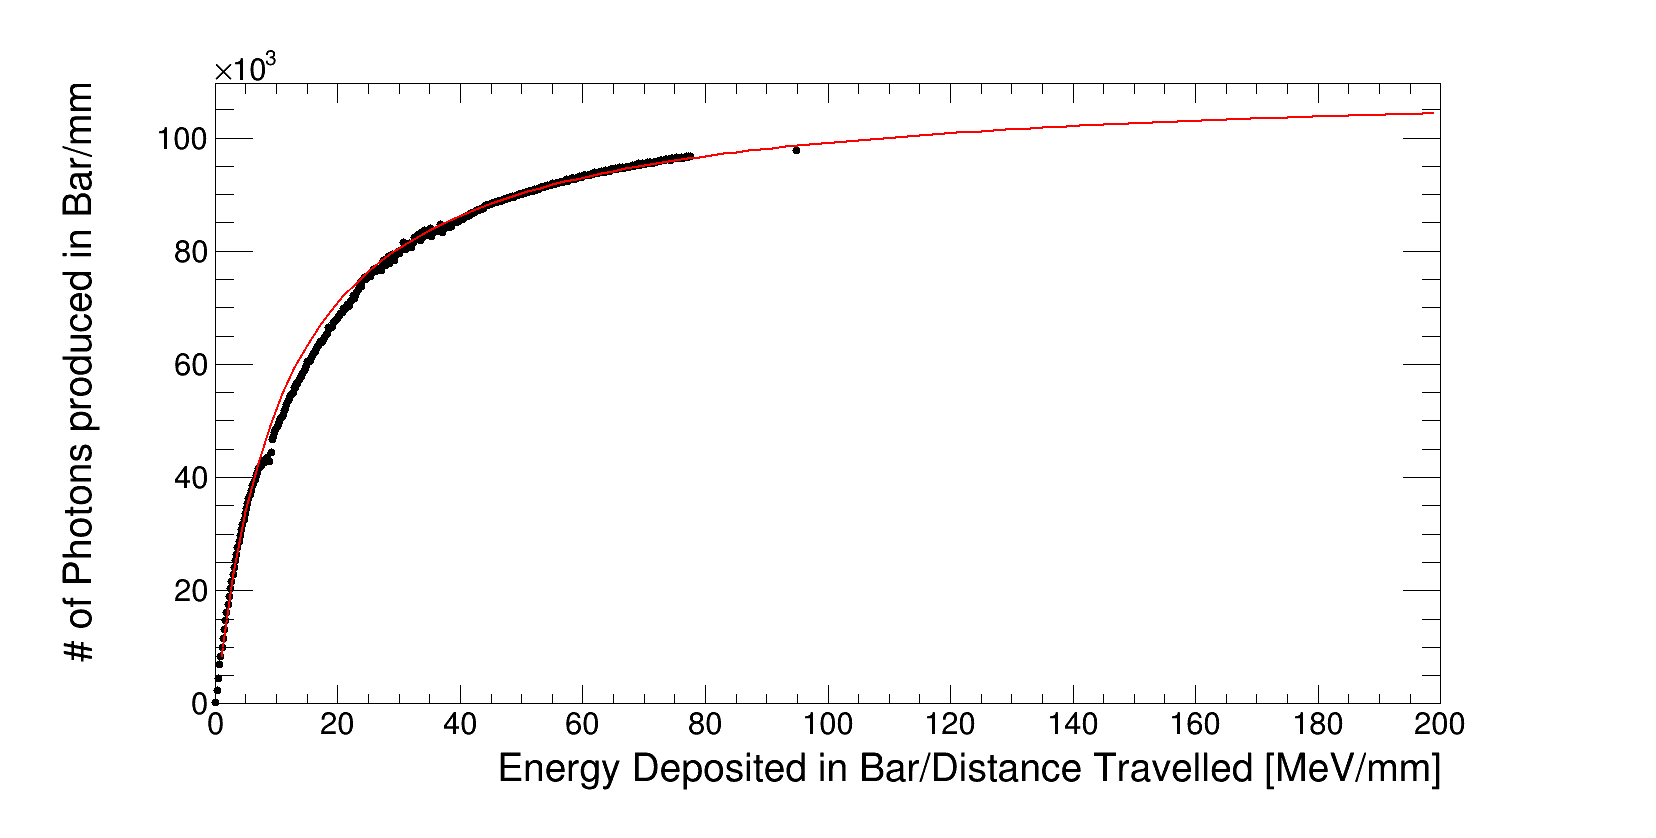 ×10³
# of Photons produced in Bar/mm
100
80
60
40
20
0
0 20 40 60 80 100 120 140 160 180 200
Energy Deposited in Bar/Distance Travelled [MeV/mm]